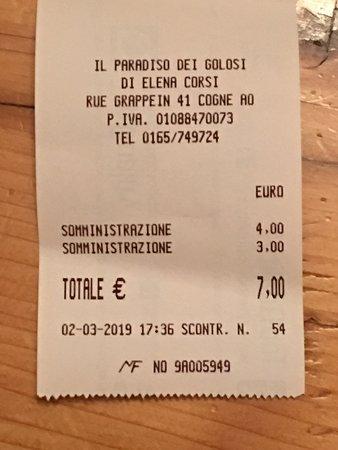 IL PARADISO DEI GOLOSI
DI ELENA CORSI
RUE GRAPPEIN 41 COGNE AO
P.IVA. 01088470073
TEL 0165/749724
EURO
SOMMINISTRAZIONE 4,00
SOMMINISTRAZIONE 3,00
TOTALE € 7,00
02-03-2019 17:36 SCONTR. N. 54
MF NO 9A005949